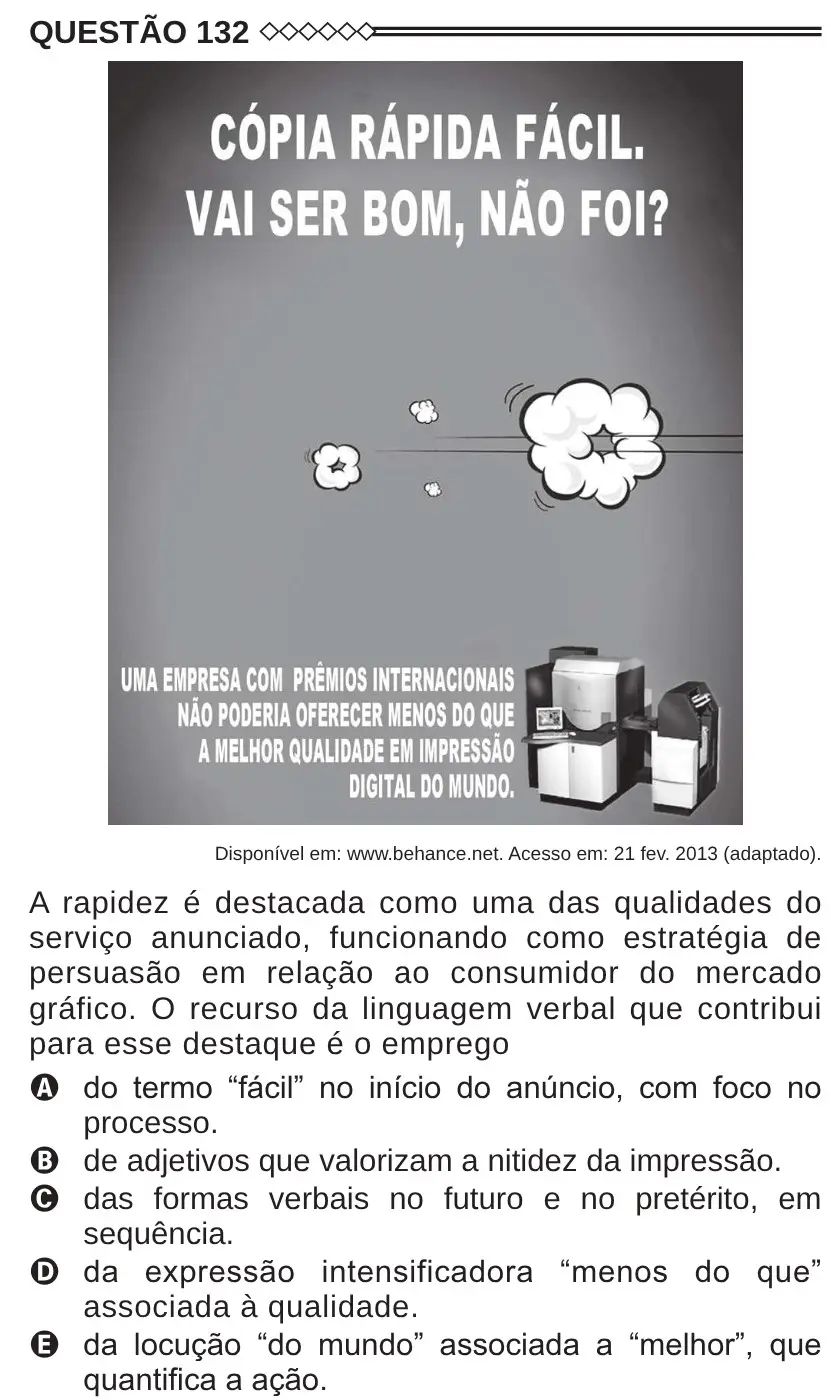 QUESTÃO 132
CÓPIA RÁPIDA FÁCIL.
VAI SER BOM, NÃO FOI?
UMA EMPRESA COM PRÊMIOS INTERNACIONAIS
NÃO PODERIA OFERECER MENOS DO QUE
A MELHOR QUALIDADE EM IMPRESSÃO
DIGITAL DO MUNDO.
Disponível em: www.behance.net. Acesso em: 21 fev. 2013 (adaptado).
A rapidez é destacada como uma das qualidades do
serviço anunciado, funcionando como estratégia de
persuasão em relação ao consumidor do mercado
gráfico. O recurso da linguagem verbal que contribui
para esse destaque é o emprego
A do termo “fácil” no início do anúncio, com foco no
processo.
B de adjetivos que valorizam a nitidez da impressão.
C das formas verbais no futuro e no pretérito, em
sequência.
D da expressão intensificadora “menos do que”
associada à qualidade.
E da locução “do mundo” associada a “melhor”, que
quantifica a ação.